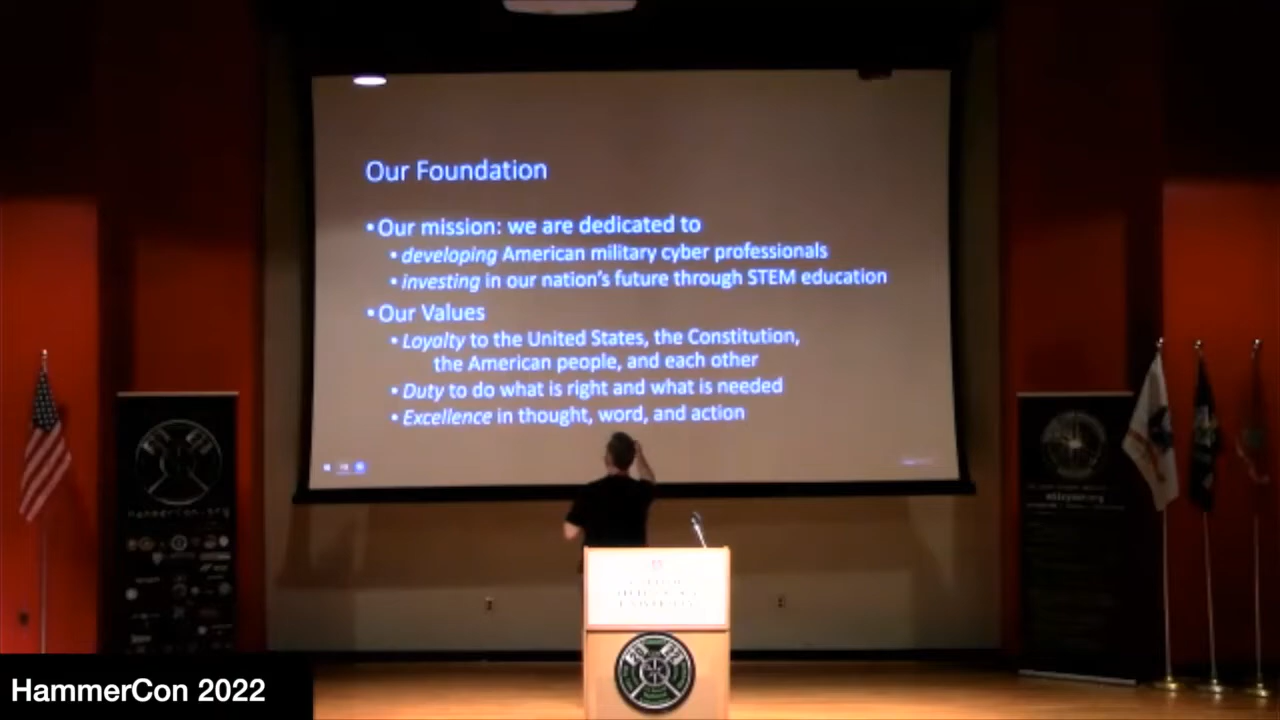 Our Foundation
• Our mission: we are dedicated to
• developing American military cyber professionals
• investing in our nation's future through STEM education
• Our Values
• Loyalty to the United States, the Constitution,
the American people, and each other
• Duty to do what is right and what is needed
• Excellence in thought, word, and action
HammerCon.org
HammerCon 2022